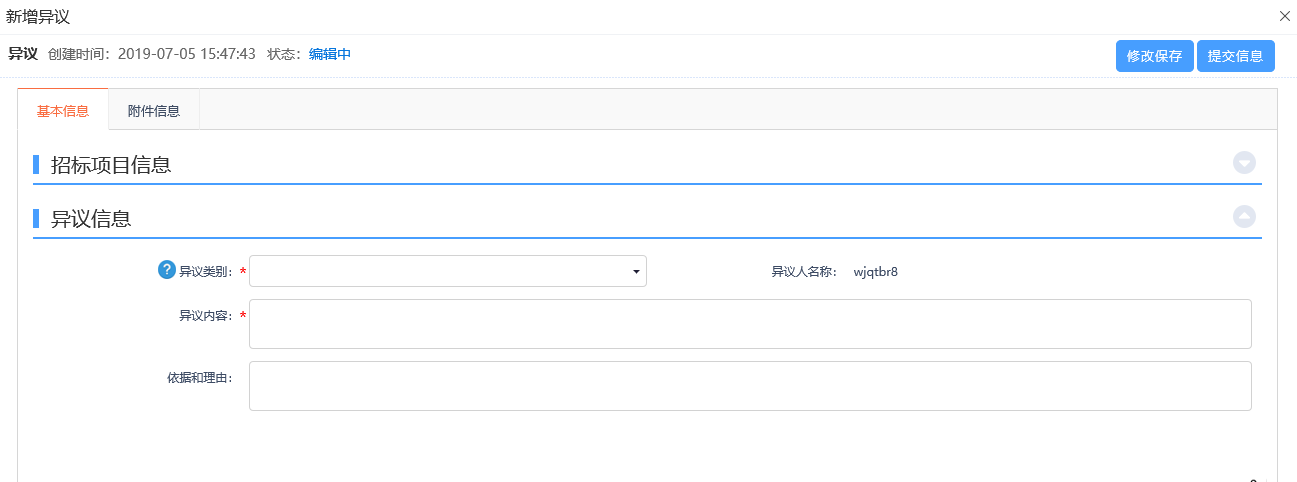 新增异议
异议 创建时间：2019-07-05 15:47:43 状态：编辑中 修改保存 提交信息
基本信息 附件信息
招标项目信息
异议信息
? 异议类别：* 异议人名称： wjqtbr8
异议内容：*
依据和理由：